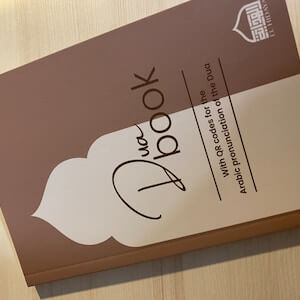 Dua
book
With QR codes for the
Arabic pronunciation of the Dua